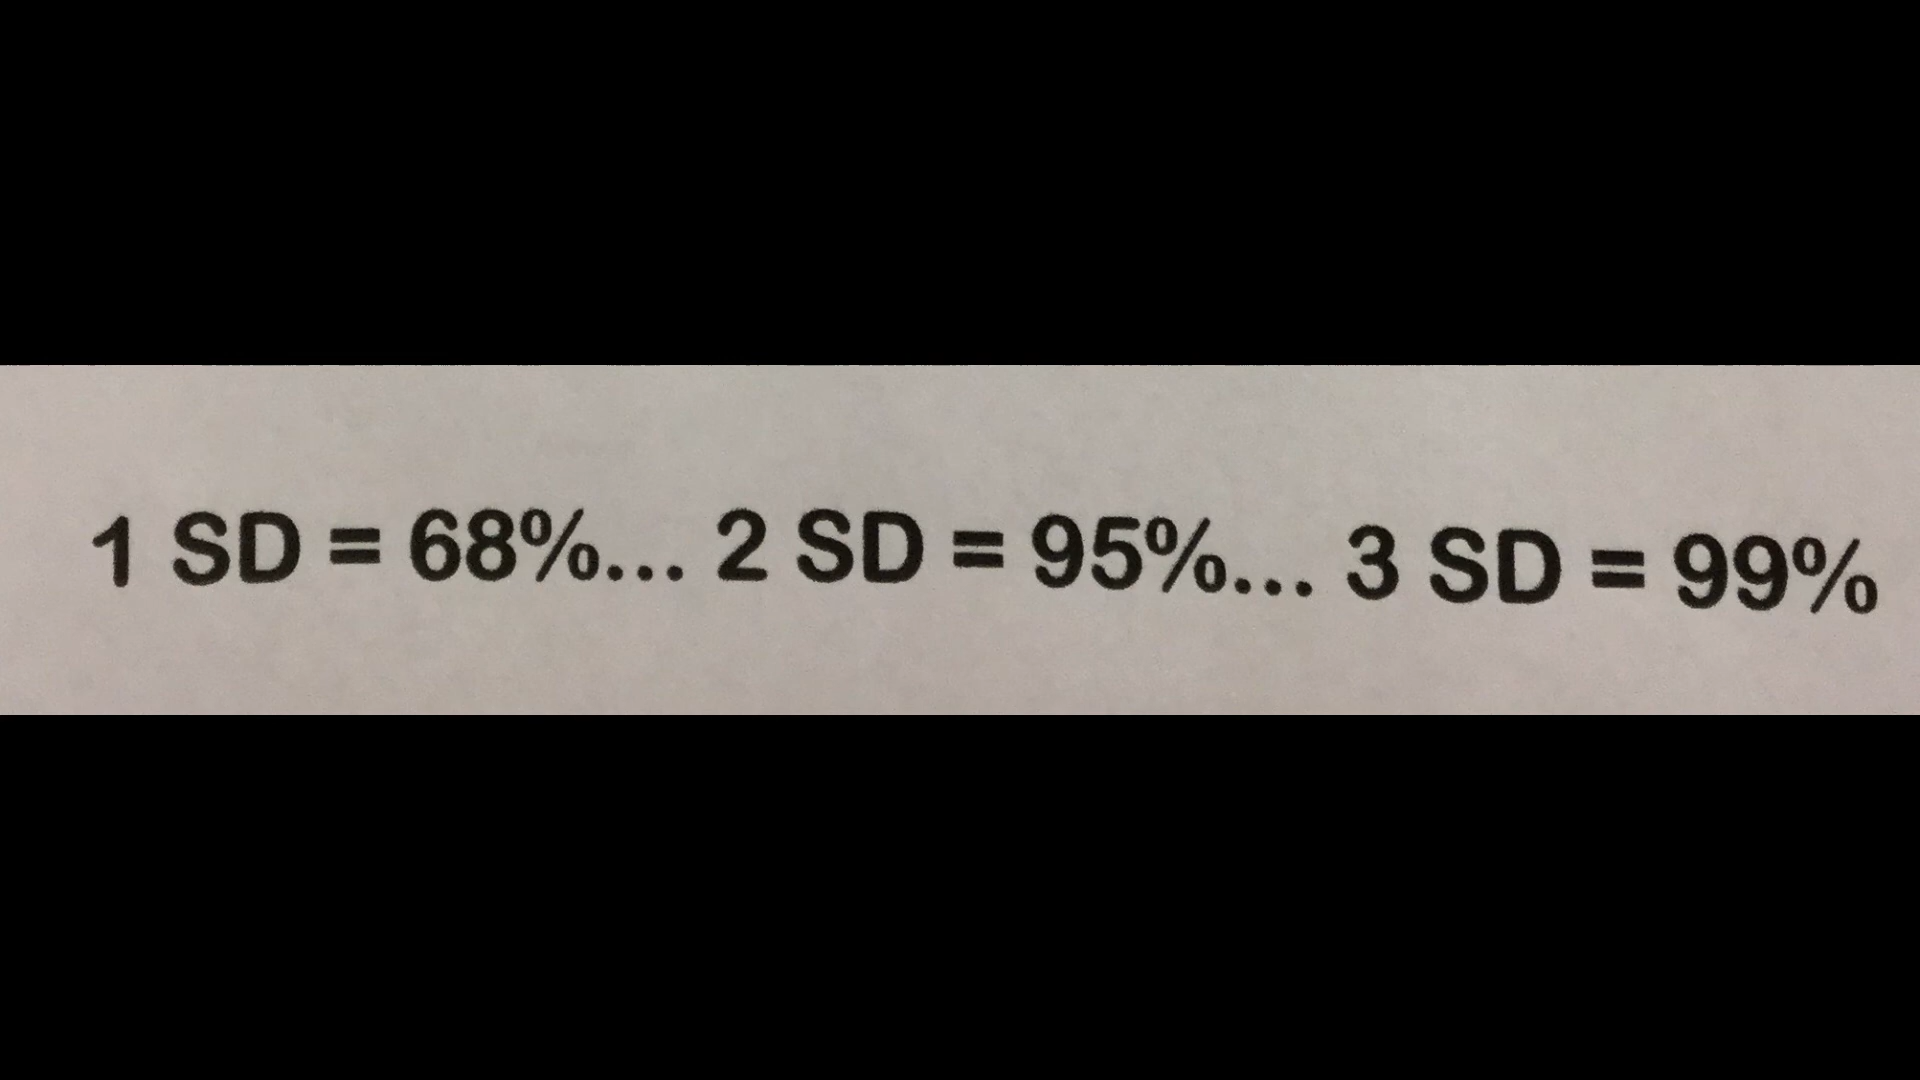 1 SD = 68%... 2 SD = 95%... 3 SD = 99%